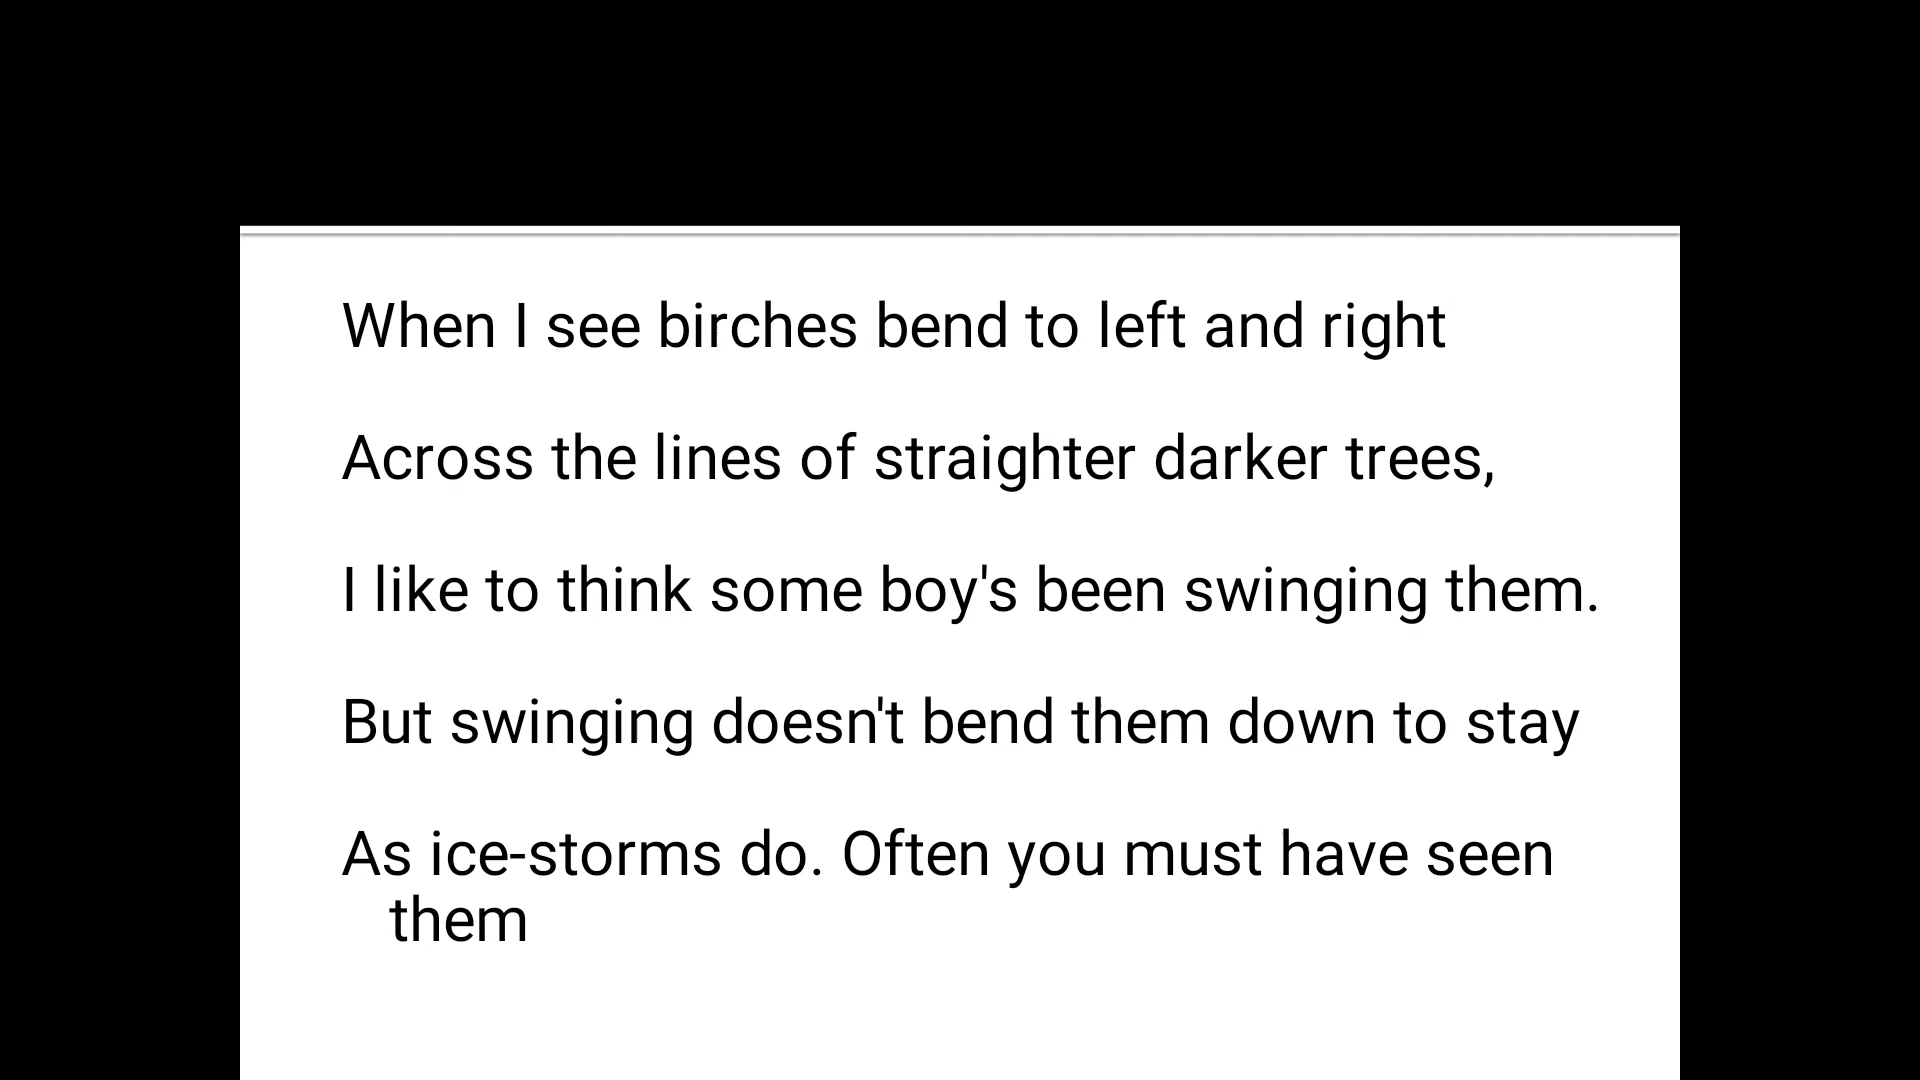 When I see birches bend to left and right
Across the lines of straighter darker trees,
I like to think some boy's been swinging them.
But swinging doesn't bend them down to stay
As ice-storms do. Often you must have seen
them